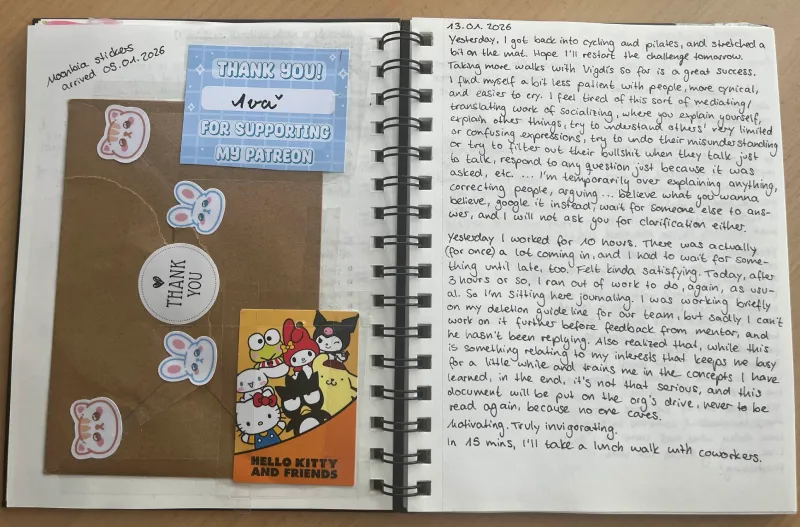 Moonloia stickers
arrived 05.01.2026
THANK YOU!
Ava
FOR SUPPORTING
MY PATREON
THANK
YOU
HELLO KITTY
AND FRIENDS
13.01.2026
Yesterday, I got back into cycling and pilates, and stretched a
bit on the mat. Hope I'll restart the challenge tomorrow.
Taking more walks with Vigdis so far is a great success.
I find myself a bit less patient with people, more cynical,
and easier to cry. I feel tired of this sort of mediating/
translating work of socializing, where you explain yourself,
explain other things, try to understand others' very limited
or confusing expressions, try to undo their misunderstanding
or try to filter out their bullshit when they talk just
to talk, respond to any question just because it was
asked, etc. ... I'm temporarily over explaining anything,
correcting people, arguing... believe what you wanna
believe, google it instead, wait for someone else to ans-
wer, and I will not ask you for clarification either.
Yesterday I worked for 10 hours. There was actually
(for once) a lot coming in, and I had to wait for some-
thing until late, too. Felt kinda satisfying. Today, after
3 hours or so, I ran out of work to do, again, as usu-
al. So I'm sitting here journaling. I was working briefly
on my deletion guideline for our team, but sadly I can't
work on it further before feedback from mentor, and
he hasn't been replying. Also realized that, while this
is something relating to my interests that keeps me busy
for a little while and trains me in the concepts I have
learned, in the end, it's not that serious, and this
document will be put on the org's drive, never to be
read again, because no one cares.
Motivating. Truly invigorating.
In 15 mins, I'll take a lunch walk with coworkers.